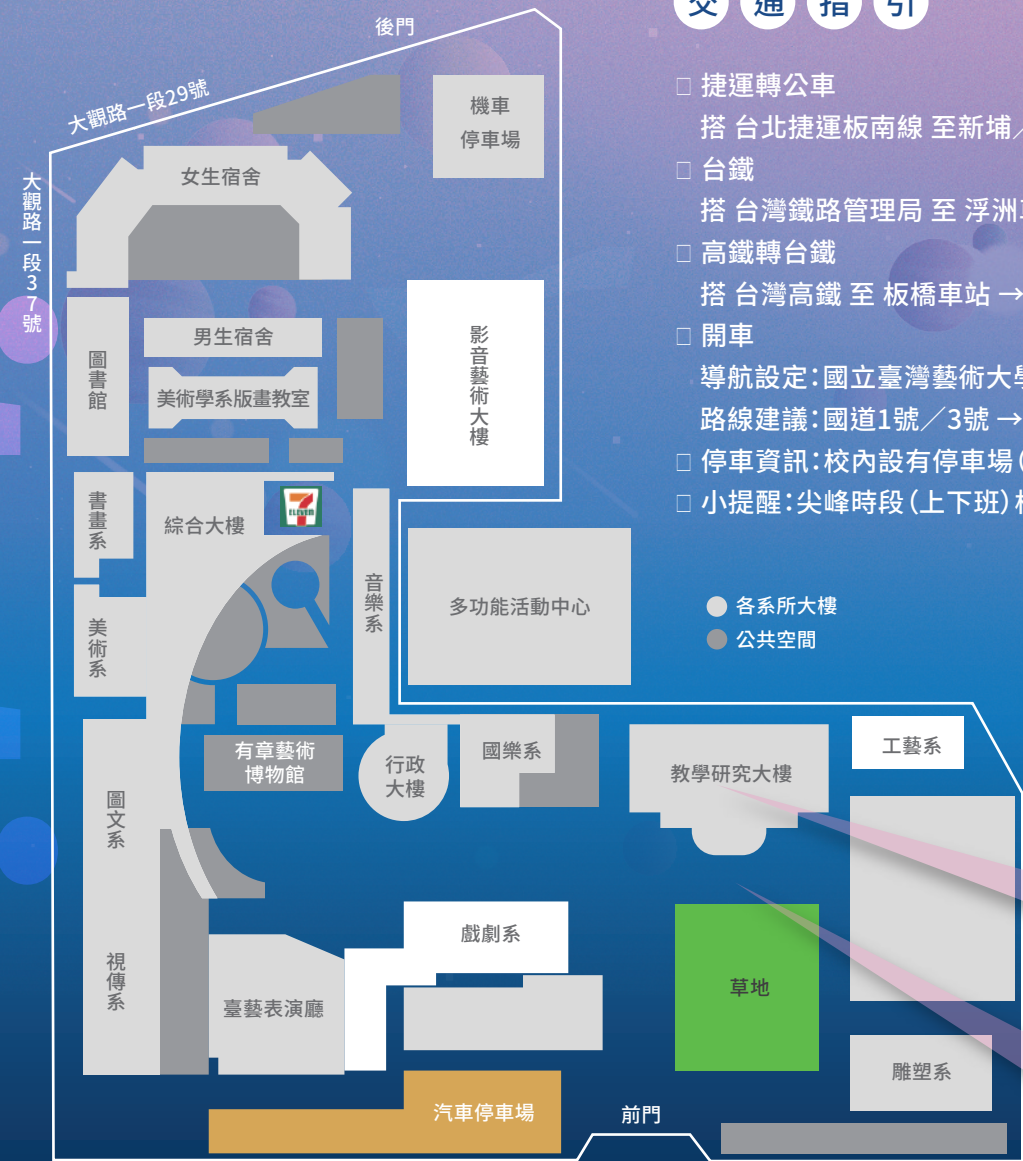 交通指引
後門
大觀路一段29號
大觀路一段37號
機車
停車場
女生宿舍
男生宿舍
美術學系版畫教室
圖書館
影音藝術大樓
書畫系
綜合大樓
7
ELEVEn
音樂系
多功能活動中心
美術系
有章藝術
博物館
行政
大樓
國樂系
教學研究大樓
工藝系
圖文系
視傳系
戲劇系
臺藝表演廳
草地
雕塑系
汽車停車場
前門
□ 捷運轉公車
搭 台北捷運板南線 至新埔／
□ 台鐵
搭 台灣鐵路管理局 至 浮洲
□ 高鐵轉台鐵
搭 台灣高鐵 至 板橋車站 →
□ 開車
導航設定：國立臺灣藝術大學
路線建議：國道1號／3號 →
□ 停車資訊：校內設有停車場（
□ 小提醒：尖峰時段（上下班）
各系所大樓
公共空間